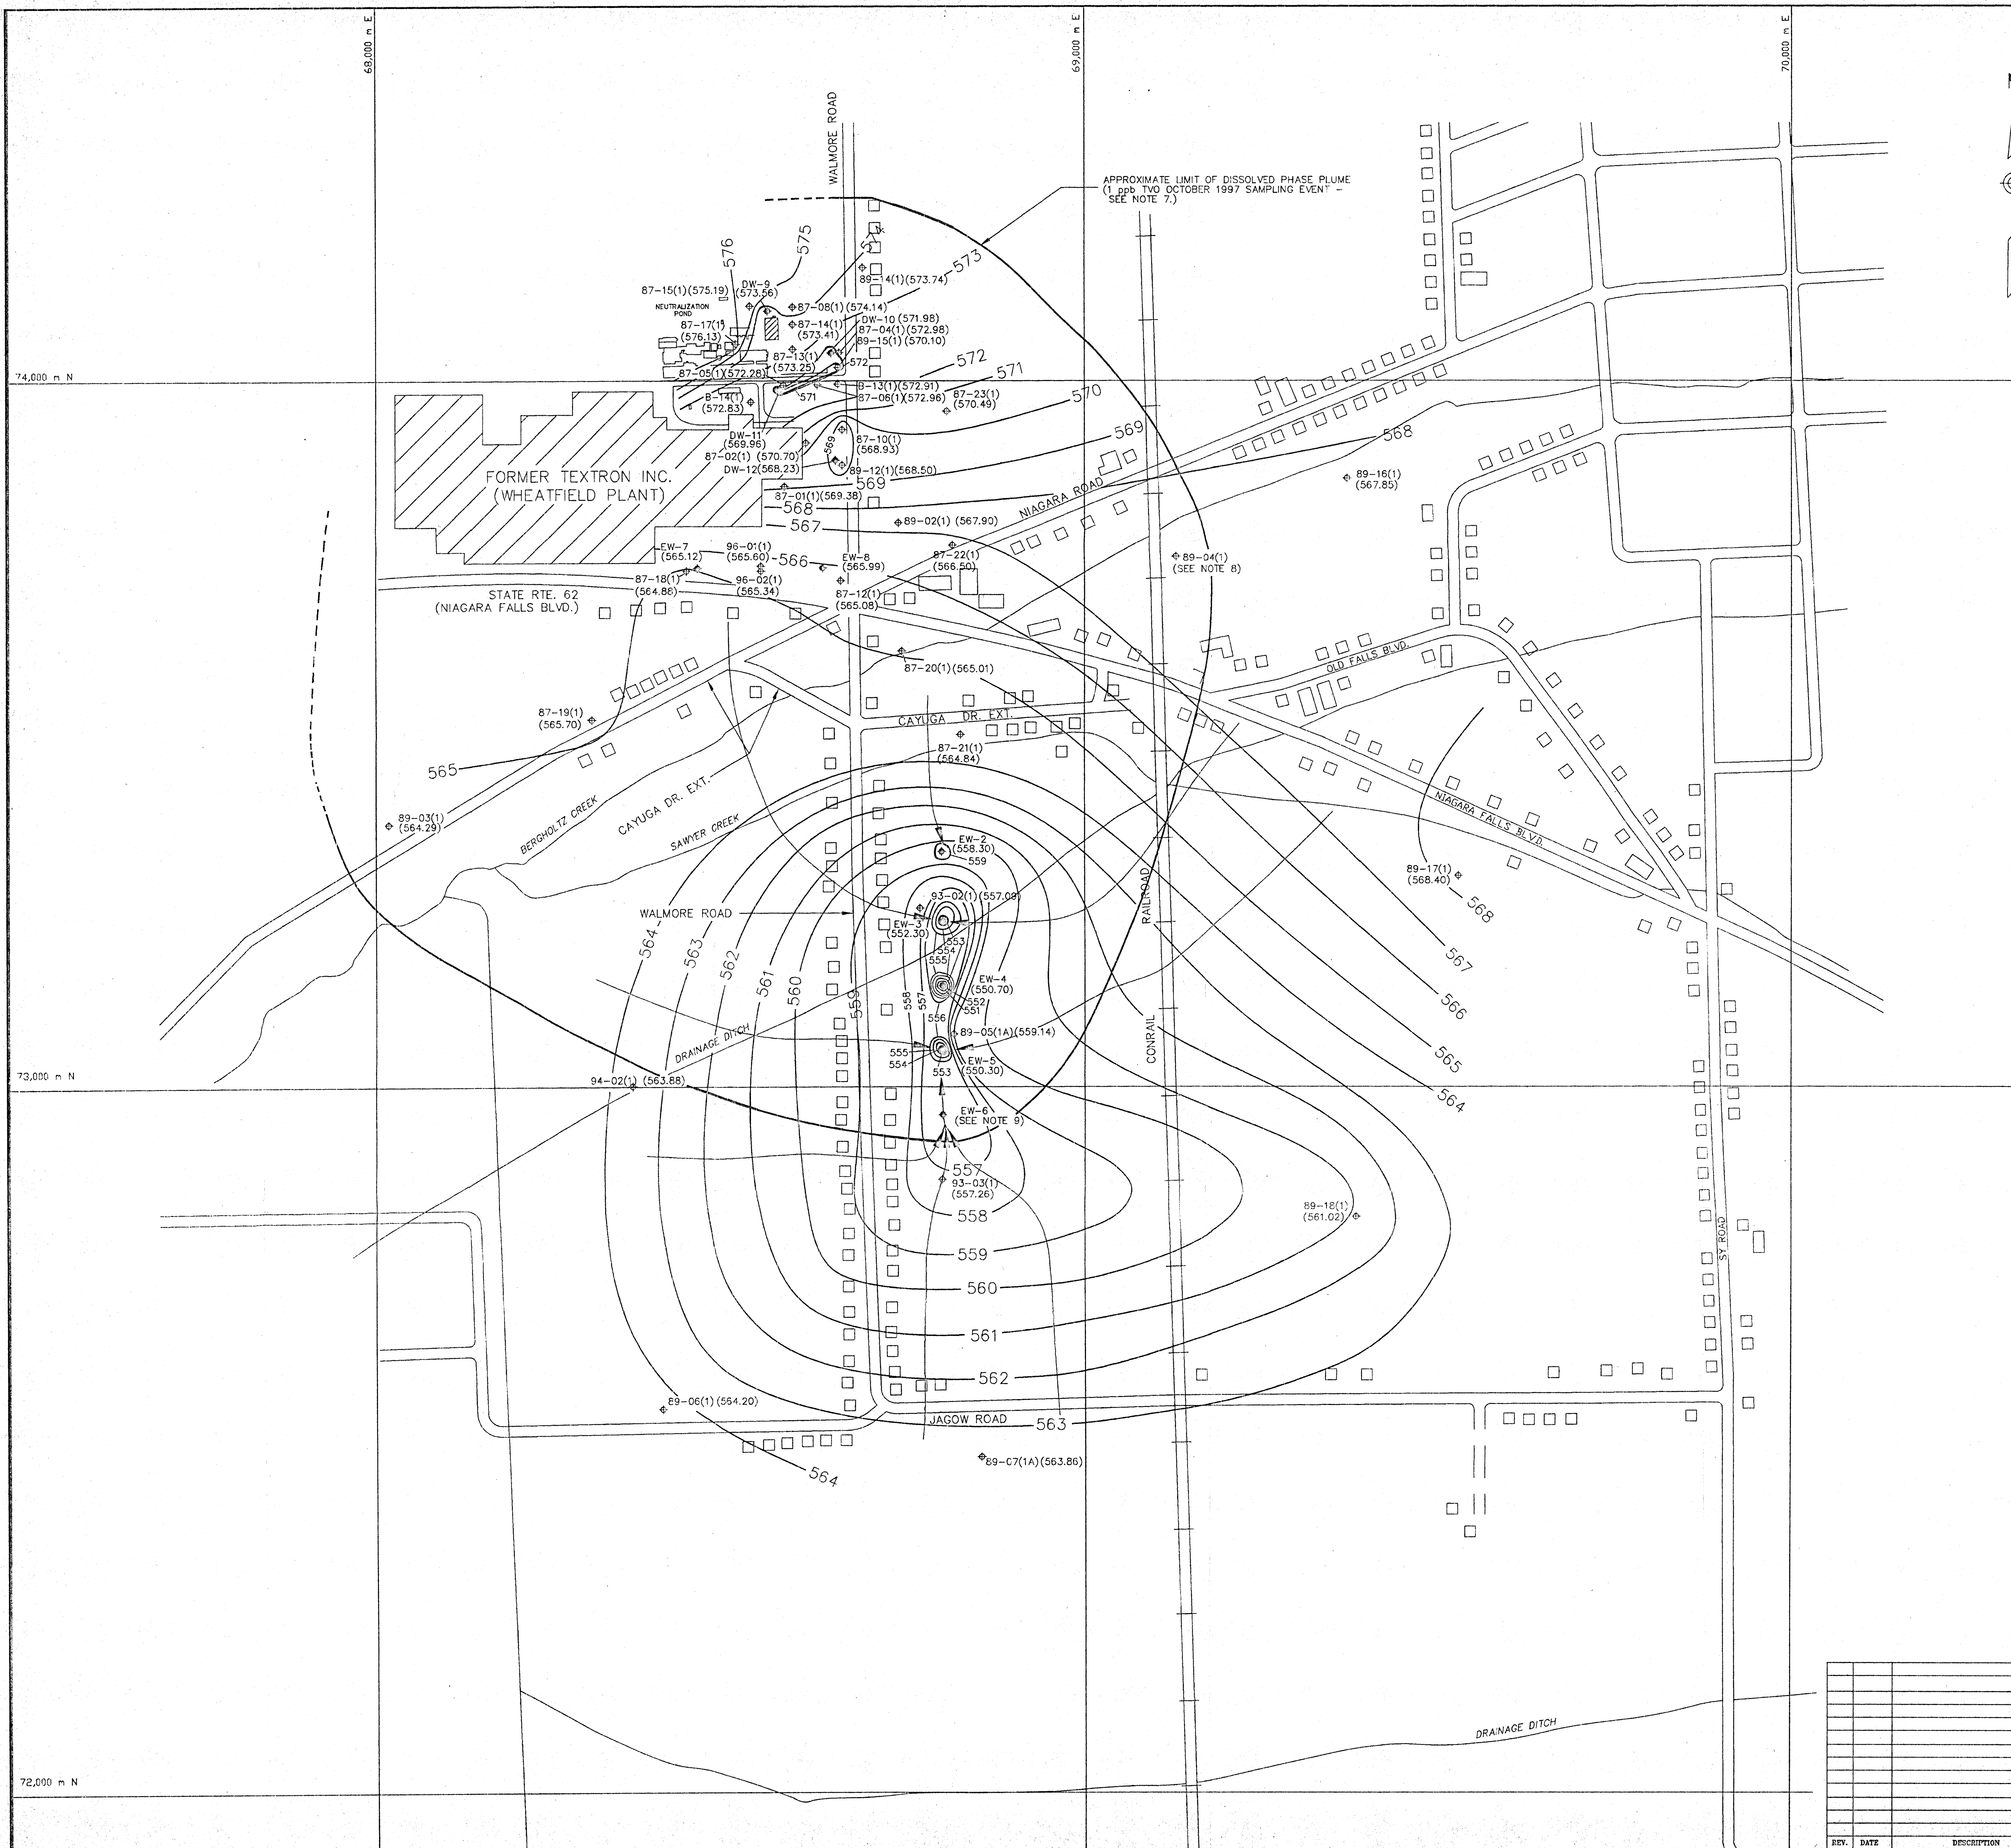 68,000 m E
69,000 m E
70,000 m E
WALMORE ROAD
APPROXIMATE LIMIT OF DISSOLVED PHASE PLUME
(1 ppb TVO OCTOBER 1997 SAMPLING EVENT –
SEE NOTE 7.)
576
575
573
89-14(1)(573.74)
87-15(1)(575.19)
DW-9
(573.56)
NEUTRALIZATION
POND
87-08(1)(574.14)
87-17(1)
(576.13)
87-14(1)
(573.41)
DW-10 (571.98)
87-04(1)(572.98)
89-15(1)(570.10)
87-13(1)
(573.25)
572
572
87-05(1)(572.28)
571
74,000 m N
B-14(1)
(572.83)
571
B-13(1)(572.91)
87-06(1)(572.96)
87-23(1)
(570.49)
570
569
568
DW-11
(569.96)
569
87-10(1)
(568.93)
87-02(1) (570.70)
DW-12(568.23)
89-12(1)(568.50)
569
FORMER TEXTRON INC.
(WHEATFIELD PLANT)
89-16(1)
(567.85)
87-01(1)(569.38)
568
NIAGARA ROAD
567
89-02(1) (567.90)
EW-7
(565.12)
96-01(1)
(565.60)
566
EW-8
(565.99)
87-22(1)
(566.50)
89-04(1)
(SEE NOTE 8)
87-18(1)
(564.88)
96-02(1)
(565.34)
87-12(1)
(565.08)
STATE RTE. 62
(NIAGARA FALLS BLVD.)
OLD FALLS BLVD.
87-20(1)(565.01)
87-19(1)
(565.70)
CAYUGA DR. EXT.
87-21(1)
(564.84)
565
CAYUGA DR. EXT.
BERGHOLTZ CREEK
SAWYER CREEK
NIAGARA FALLS BLVD.
89-03(1)
(564.29)
EW-2
(558.30)
559
89-17(1)
(568.40)
568
93-02(1)(557.09)
WALMORE ROAD
RAILROAD
EW-3
(552.30)
553
554
555
564
563
562
561
560
559
558
557
567
EW-4
(550.70)
552
551
556
566
89-05(1A)(559.14)
DRAINAGE DITCH
CONRAIL
555
554
553
EW-5
(550.30)
565
73,000 m N
94-02(1) (563.88)
564
EW-6
(SEE NOTE 9)
557
93-03(1)
(557.26)
558
89-18(1)
(561.02)
SY ROAD
559
560
561
562
89-06(1)(564.20)
JAGOW ROAD
563
89-07(1A)(563.86)
564
DRAINAGE DITCH
72,000 m N
REV.
DATE
DESCRIPTION